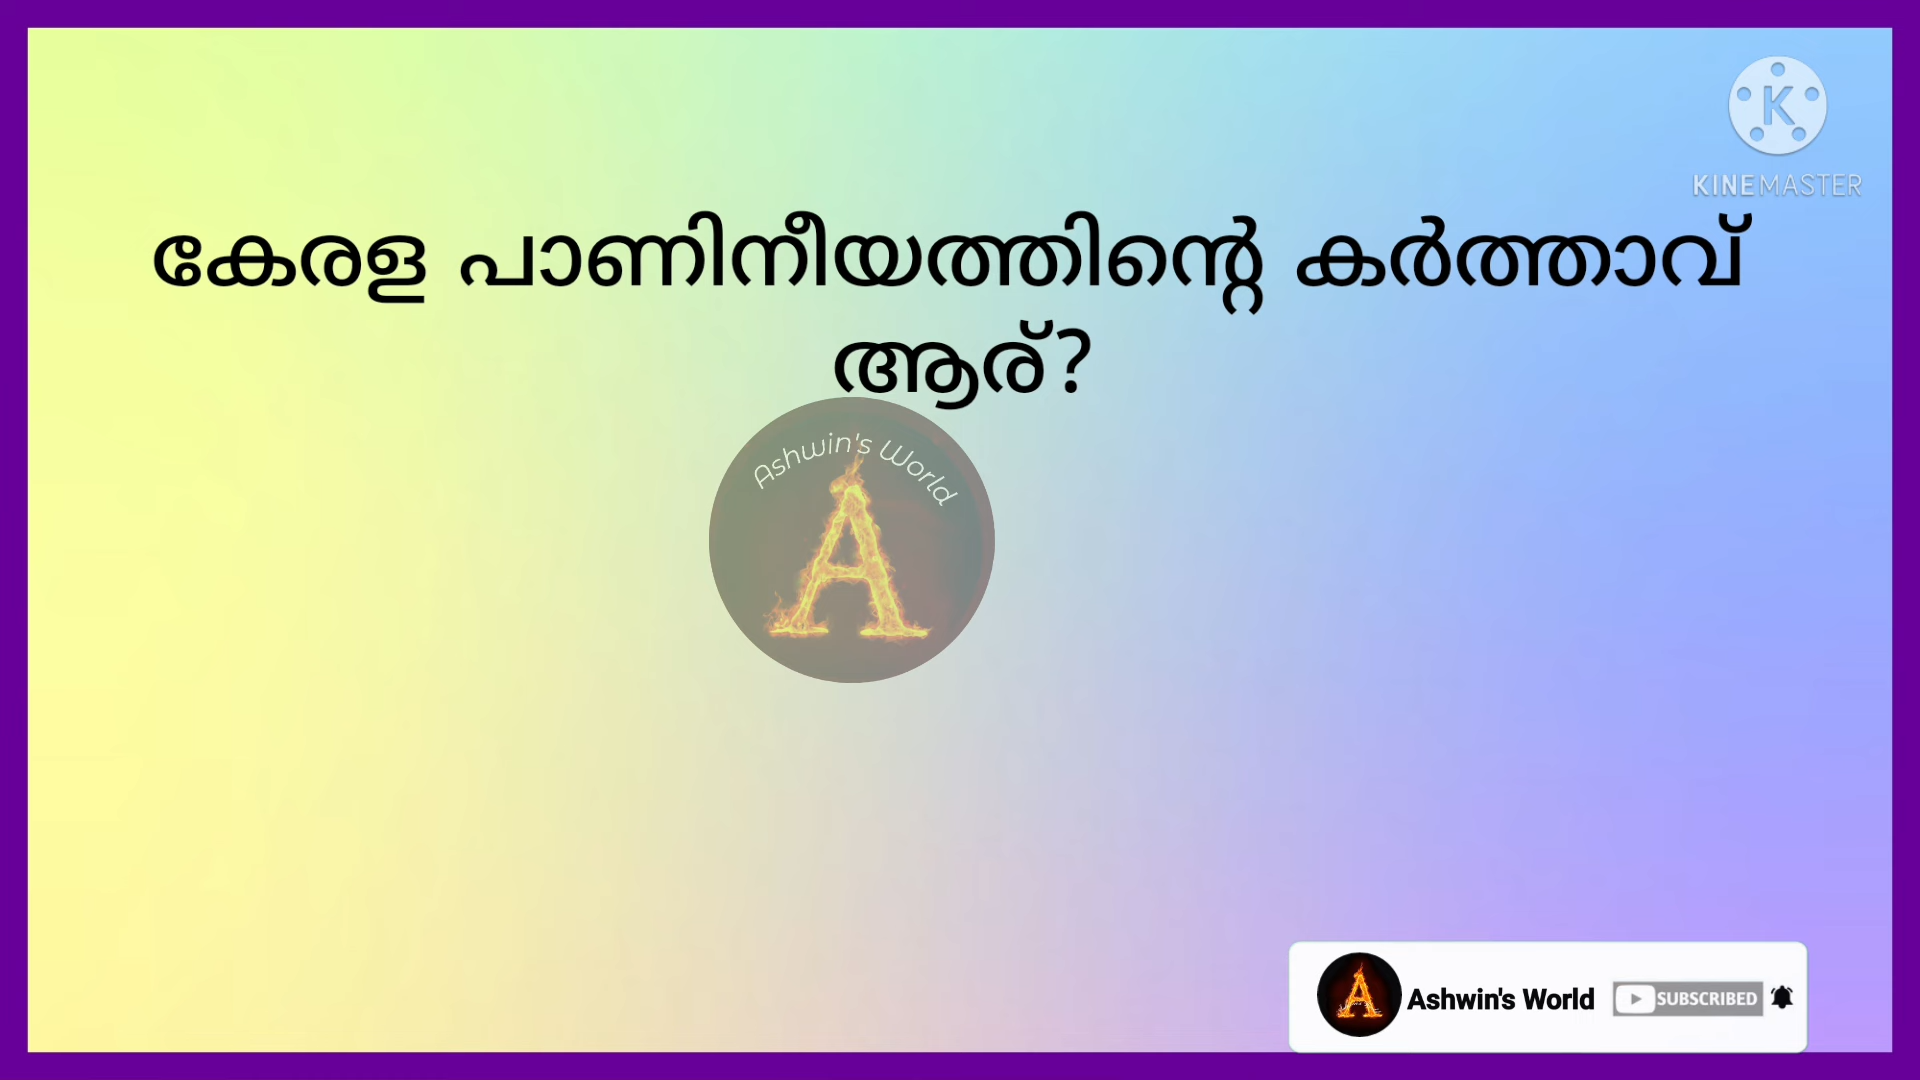 KINEMASTER
കേരള പാണിനീയത്തിന്റെ കർത്താവ്
ആര്?
Ashwin's World
Ashwin's World SUBSCRIBED